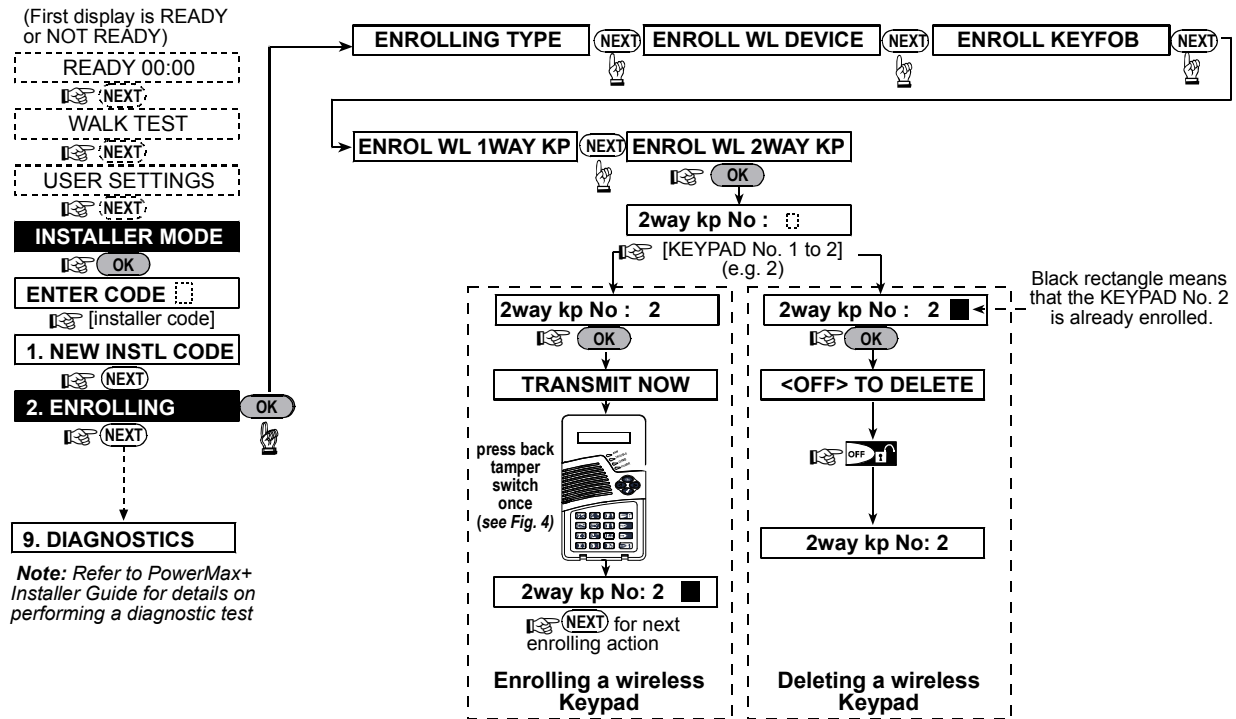 (First display is READY
or NOT READY)
READY 00:00
NEXT
WALK TEST
NEXT
USER SETTINGS
NEXT
INSTALLER MODE
OK
ENTER CODE
[installer code]
1. NEW INSTL CODE
NEXT
2. ENROLLING
OK
NEXT
9. DIAGNOSTICS
Note: Refer to PowerMax+
Installer Guide for details on
performing a diagnostic test
ENROLLING TYPE
NEXT
ENROLL WL DEVICE
NEXT
ENROLL KEYFOB
NEXT
ENROL WL 1WAY KP
NEXT
ENROL WL 2WAY KP
OK
2way kp No :
[KEYPAD No. 1 to 2]
(e.g. 2)
2way kp No : 2
OK
TRANSMIT NOW
press back
tamper
switch
once
(see Fig. 4)
2way kp No: 2
NEXT for next
enrolling action
Enrolling a wireless
Keypad
2way kp No : 2
Black rectangle means
that the KEYPAD No. 2
is already enrolled.
OK
<OFF> TO DELETE
OFF
2way kp No: 2
Deleting a wireless
Keypad